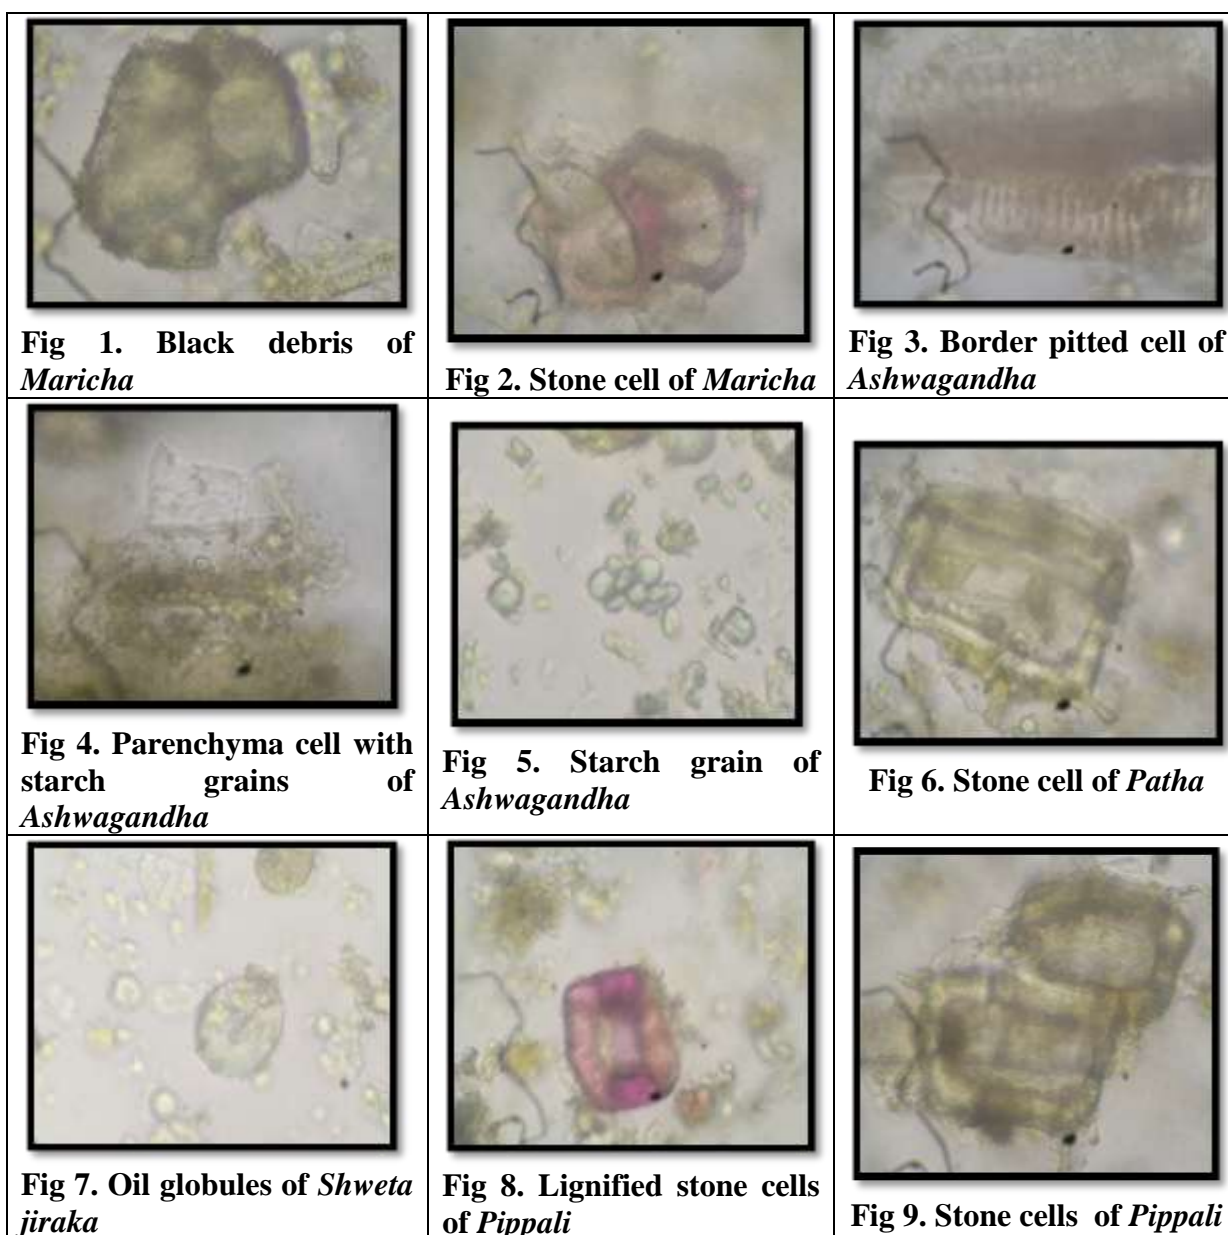 Fig 1. Black debris of
Maricha
Fig 2. Stone cell of Maricha
Fig 3. Border pitted cell of
Ashwagandha
Fig 4. Parenchyma cell with
starch grains of
Ashwagandha
Fig 5. Starch grain of
Ashwagandha
Fig 6. Stone cell of Patha
Fig 7. Oil globules of Shweta
jiraka
Fig 8. Lignified stone cells
of Pippali
Fig 9. Stone cells of Pippali